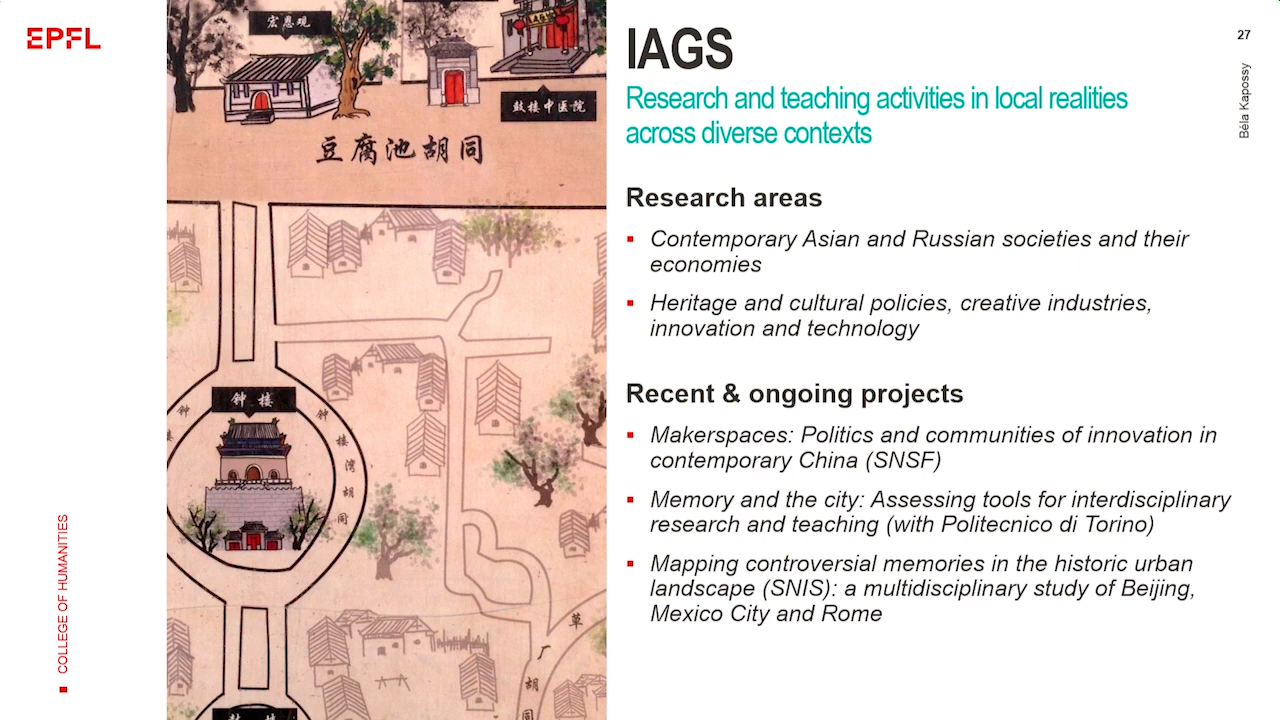 EPFL
COLLEGE OF HUMANITIES
宏恩观
IAGS
鼓楼中医院
豆腐池胡同
钟楼
钟楼湾胡同
草
厂
胡
同
IAGS
Research and teaching activities in local realities
across diverse contexts
Research areas
Contemporary Asian and Russian societies and their
economies
Heritage and cultural policies, creative industries,
innovation and technology
Recent & ongoing projects
Makerspaces: Politics and communities of innovation in
contemporary China (SNSF)
Memory and the city: Assessing tools for interdisciplinary
research and teaching (with Politecnico di Torino)
Mapping controversial memories in the historic urban
landscape (SNIS): a multidisciplinary study of Beijing,
Mexico City and Rome
27
Béla Kapossy